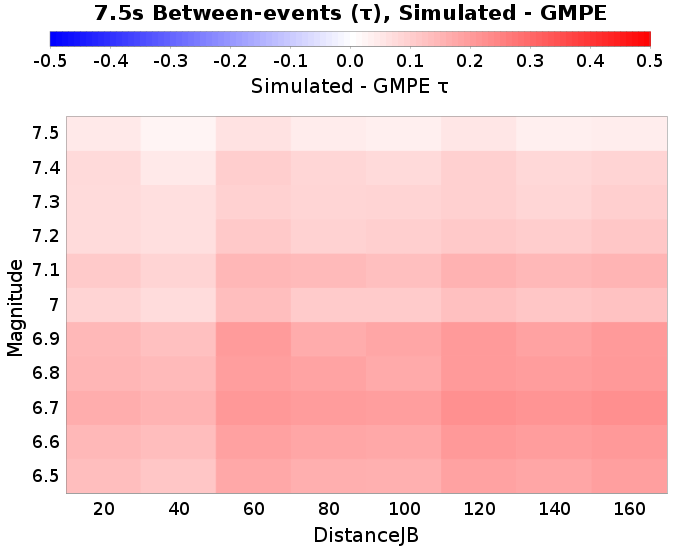 7.5s Between-events (τ), Simulated - GMPE
-0.5 -0.4 -0.3 -0.2 -0.1 0.0 0.1 0.2 0.3 0.4 0.5
Simulated - GMPE τ
Magnitude
7.5
7.4
7.3
7.2
7.1
7
6.9
6.8
6.7
6.6
6.5
20 40 60 80 100 120 140 160
DistanceJB